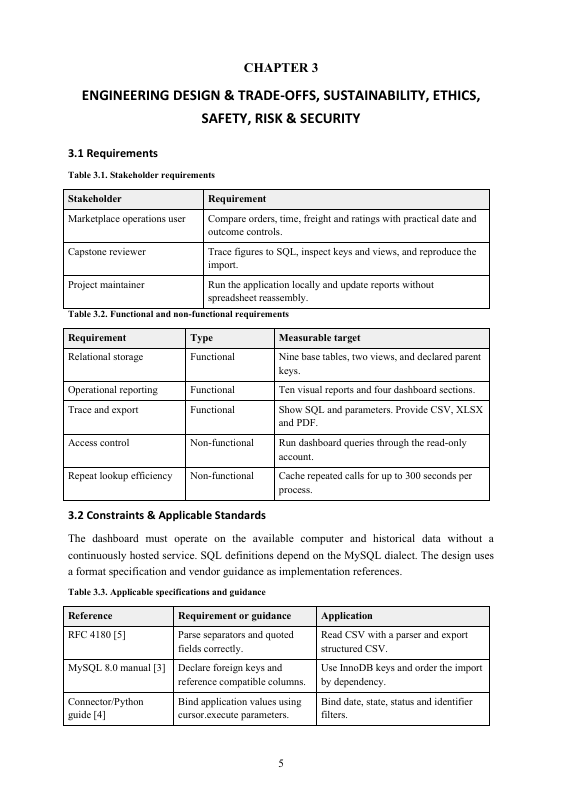 CHAPTER 3
ENGINEERING DESIGN & TRADE-OFFS, SUSTAINABILITY, ETHICS,
SAFETY, RISK & SECURITY
3.1 Requirements
Table 3.1. Stakeholder requirements
Stakeholder Requirement
Marketplace operations user Compare orders, time, freight and ratings with practical date and
outcome controls.
Capstone reviewer Trace figures to SQL, inspect keys and views, and reproduce the
import.
Project maintainer Run the application locally and update reports without
spreadsheet reassembly.
Table 3.2. Functional and non-functional requirements
Requirement Type Measurable target
Relational storage Functional Nine base tables, two views, and declared parent
keys.
Operational reporting Functional Ten visual reports and four dashboard sections.
Trace and export Functional Show SQL and parameters. Provide CSV, XLSX
and PDF.
Access control Non-functional Run dashboard queries through the read-only
account.
Repeat lookup efficiency Non-functional Cache repeated calls for up to 300 seconds per
process.
3.2 Constraints & Applicable Standards
The dashboard must operate on the available computer and historical data without a
continuously hosted service. SQL definitions depend on the MySQL dialect. The design uses
a format specification and vendor guidance as implementation references.
Table 3.3. Applicable specifications and guidance
Reference Requirement or guidance Application
RFC 4180 [5] Parse separators and quoted Read CSV with a parser and export
fields correctly. structured CSV.
MySQL 8.0 manual [3] Declare foreign keys and Use InnoDB keys and order the import
reference compatible columns. by dependency.
Connector/Python Bind application values using Bind date, state, status and identifier
guide [4] cursor.execute parameters. filters.
5